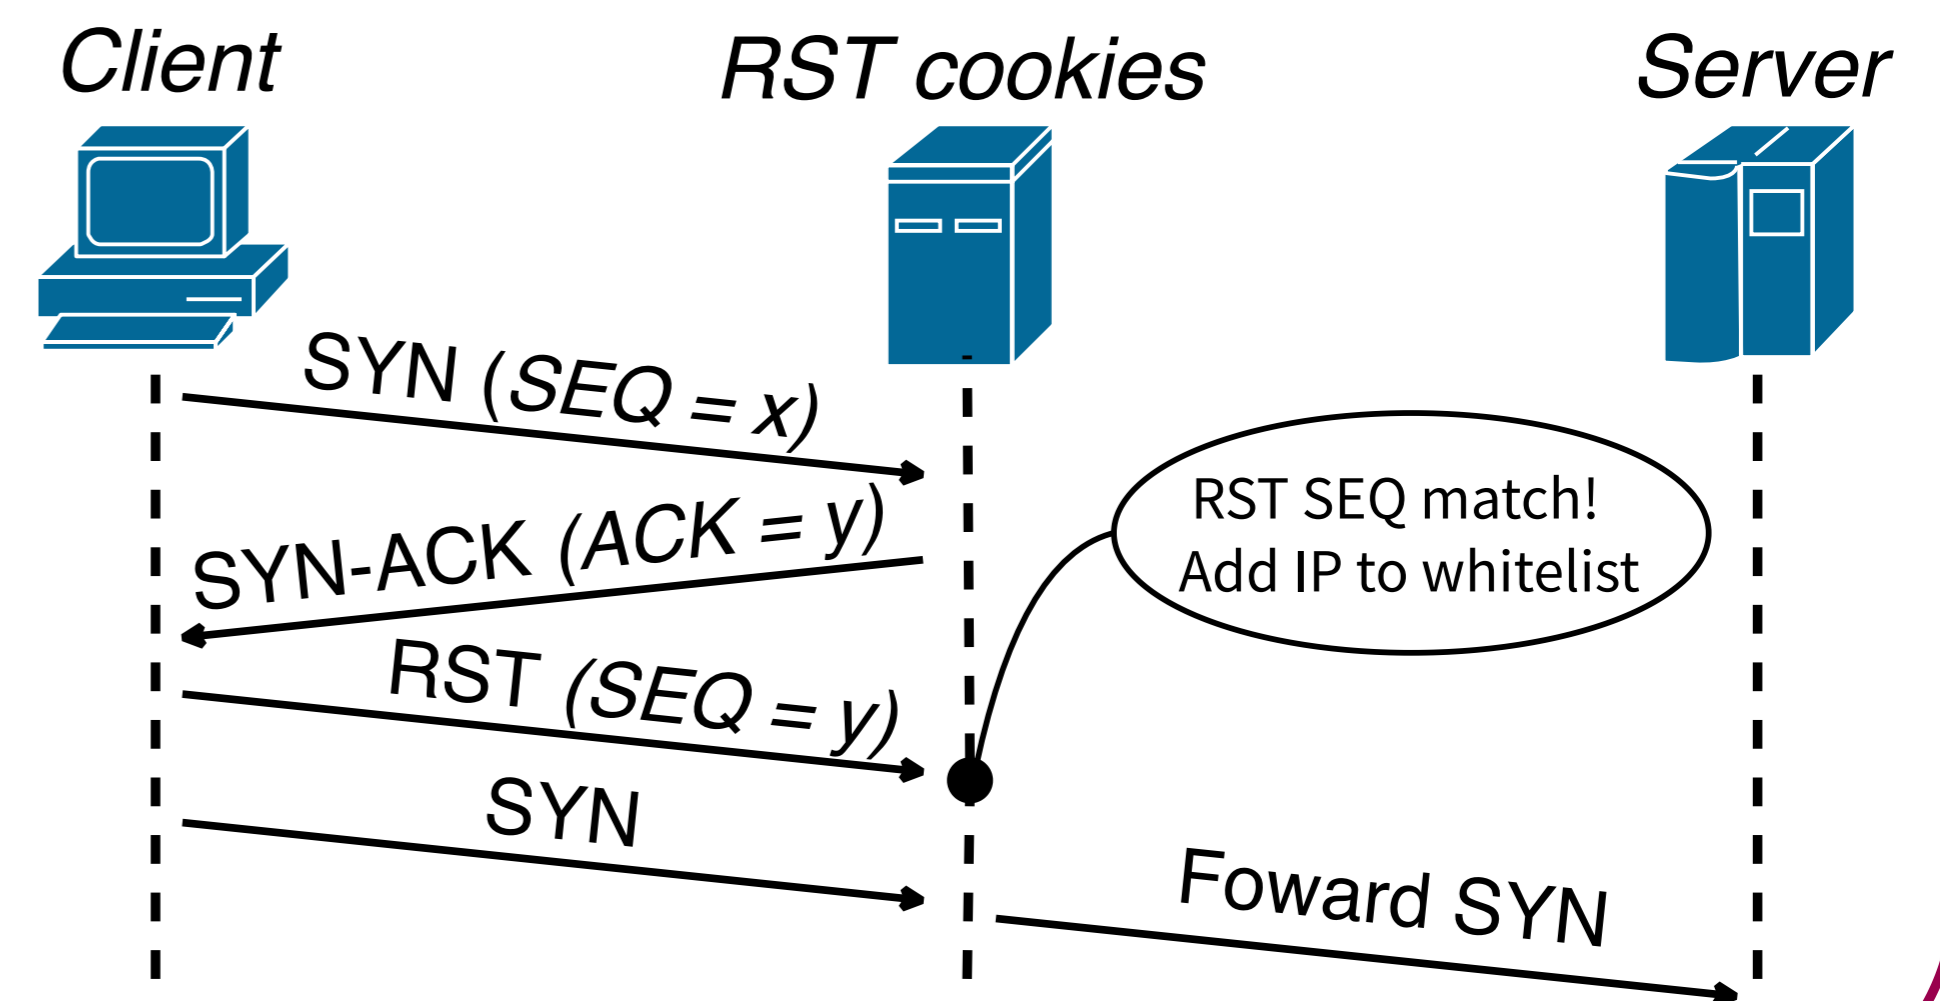 Client
RST cookies
Server
SYN (SEQ = x)
SYN-ACK (ACK = y)
RST SEQ match!
Add IP to whitelist
RST (SEQ = y)
SYN
Foward SYN